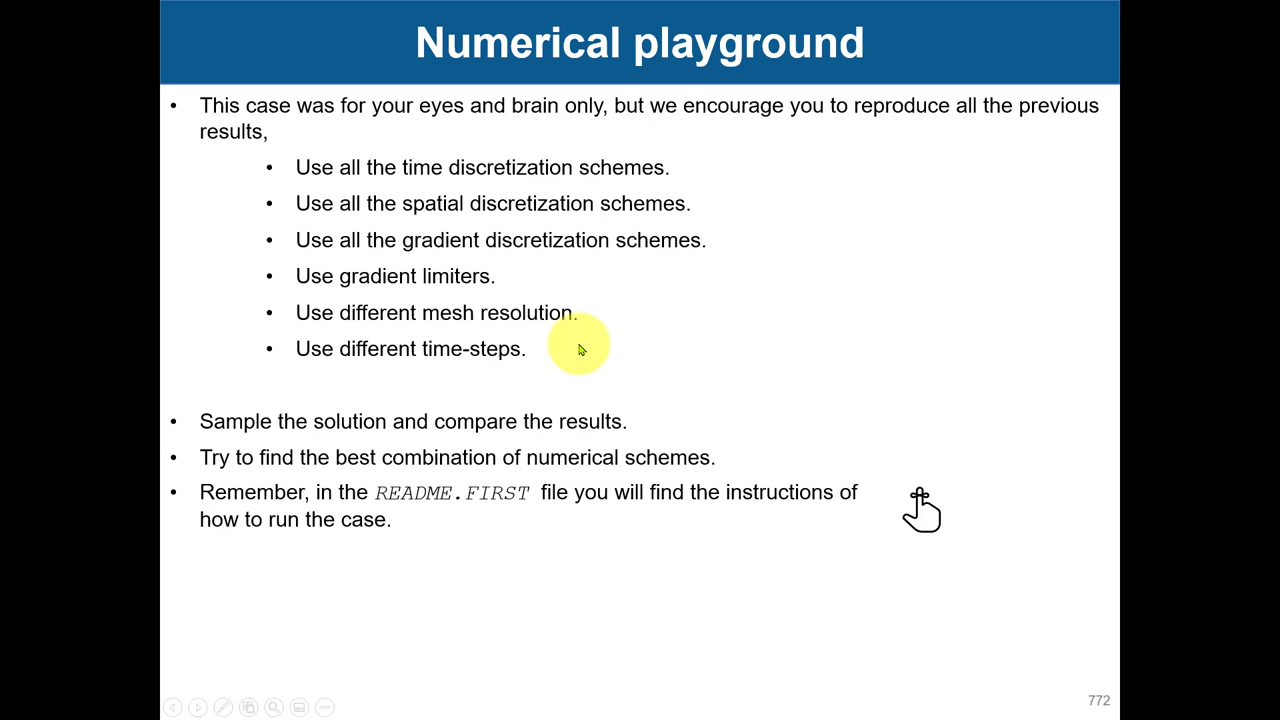 Numerical playground
• This case was for your eyes and brain only, but we encourage you to reproduce all the previous
results,
• Use all the time discretization schemes.
• Use all the spatial discretization schemes.
• Use all the gradient discretization schemes.
• Use gradient limiters.
• Use different mesh resolution.
• Use different time-steps.
• Sample the solution and compare the results.
• Try to find the best combination of numerical schemes.
• Remember, in the README.FIRST file you will find the instructions of
how to run the case.
772